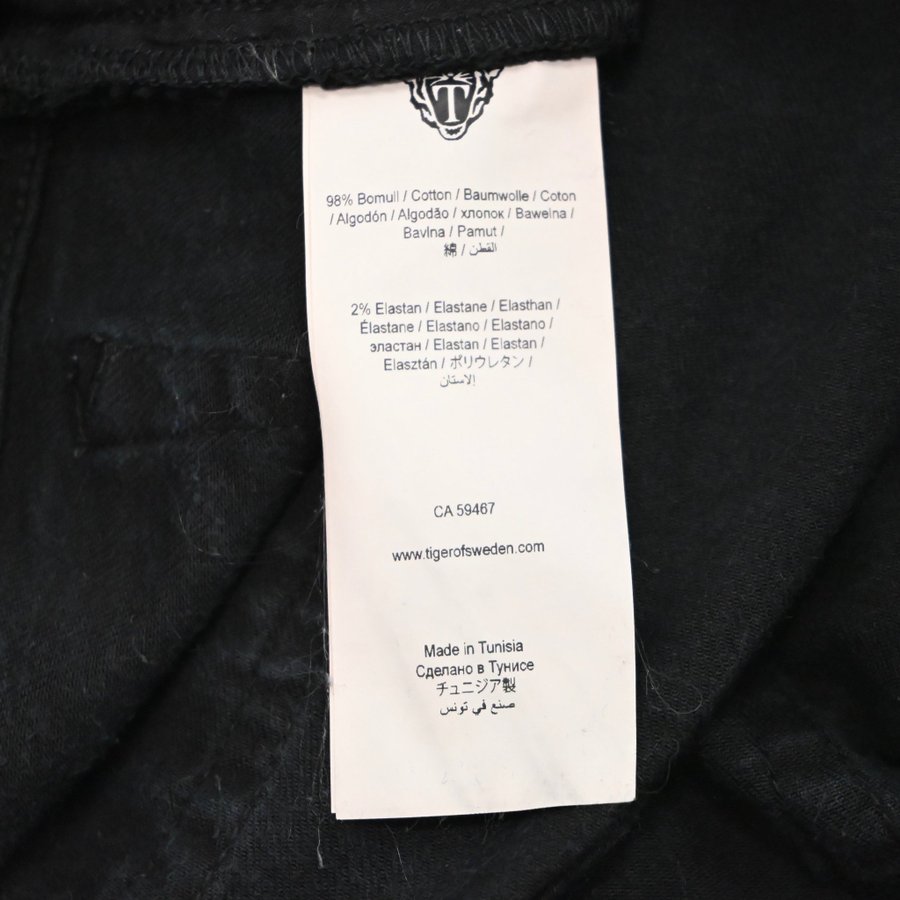 T
98% Bomull / Cotton / Baumwolle / Coton
/ Algodón / Algodão / хлопок / Bawełna /
Bavlna / Pamut /
綿 / القطن
2% Elastan / Elastane / Elasthan /
Élastane / Elastano / Elastano /
эластан / Elastan / Elastan /
Elasztán / ポリウレタン /
الاستان
CA 59467
www.tigerofsweden.com
Made in Tunisia
Сделано в Тунисе
チュニジア製
صنع في تونس